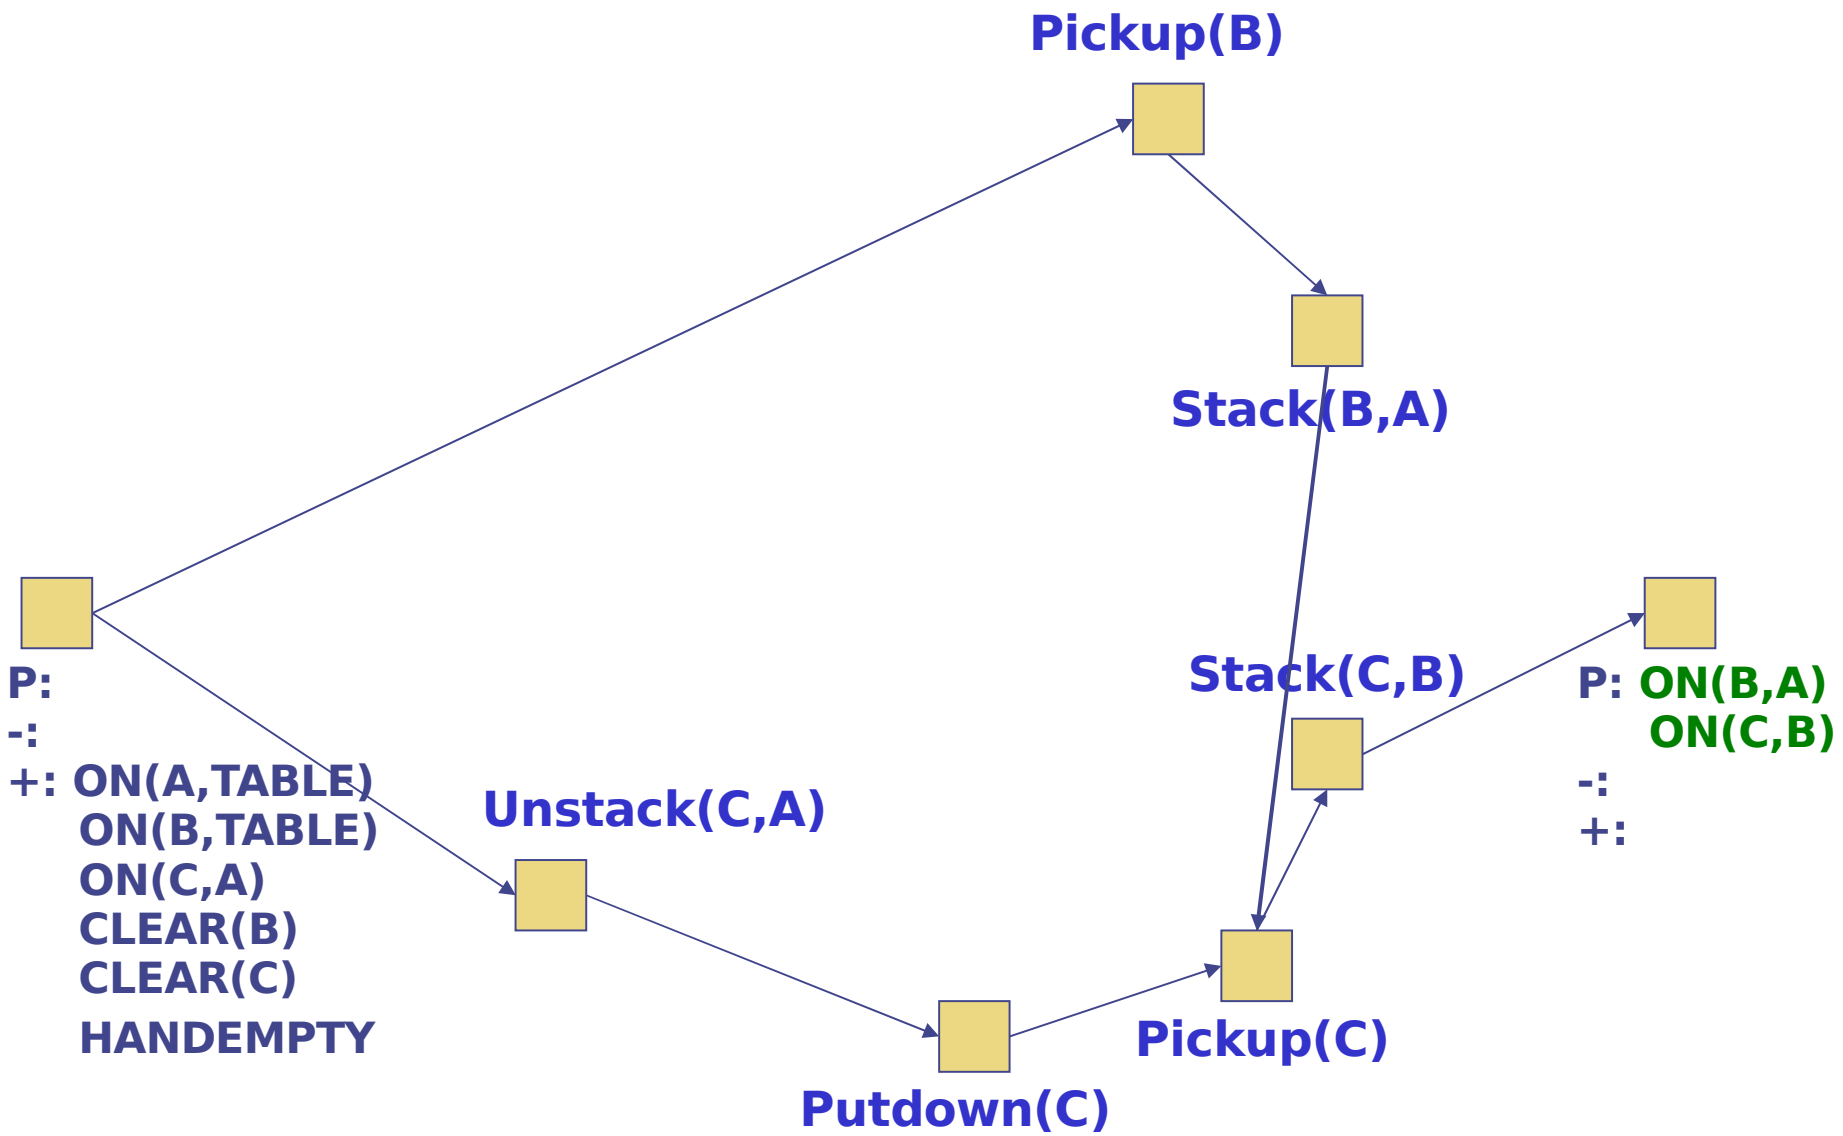 Pickup(B)
Stack(B,A)
Stack(C,B)
P:
-:
+: ON(A,TABLE)
ON(B,TABLE)
ON(C,A)
CLEAR(B)
CLEAR(C)
HANDEMPTY
Unstack(C,A)
Putdown(C)
Pickup(C)
P: ON(B,A)
ON(C,B)
-:
+: